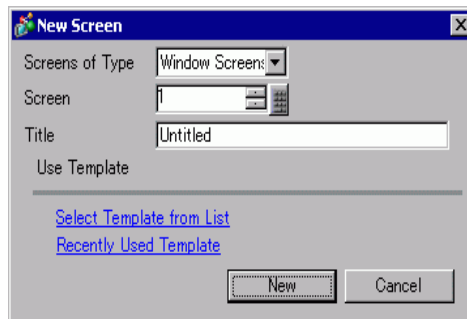 New Screen
Screens of Type Window Screens
Screen 1
Title Untitled
Use Template
Select Template from List
Recently Used Template
New Cancel